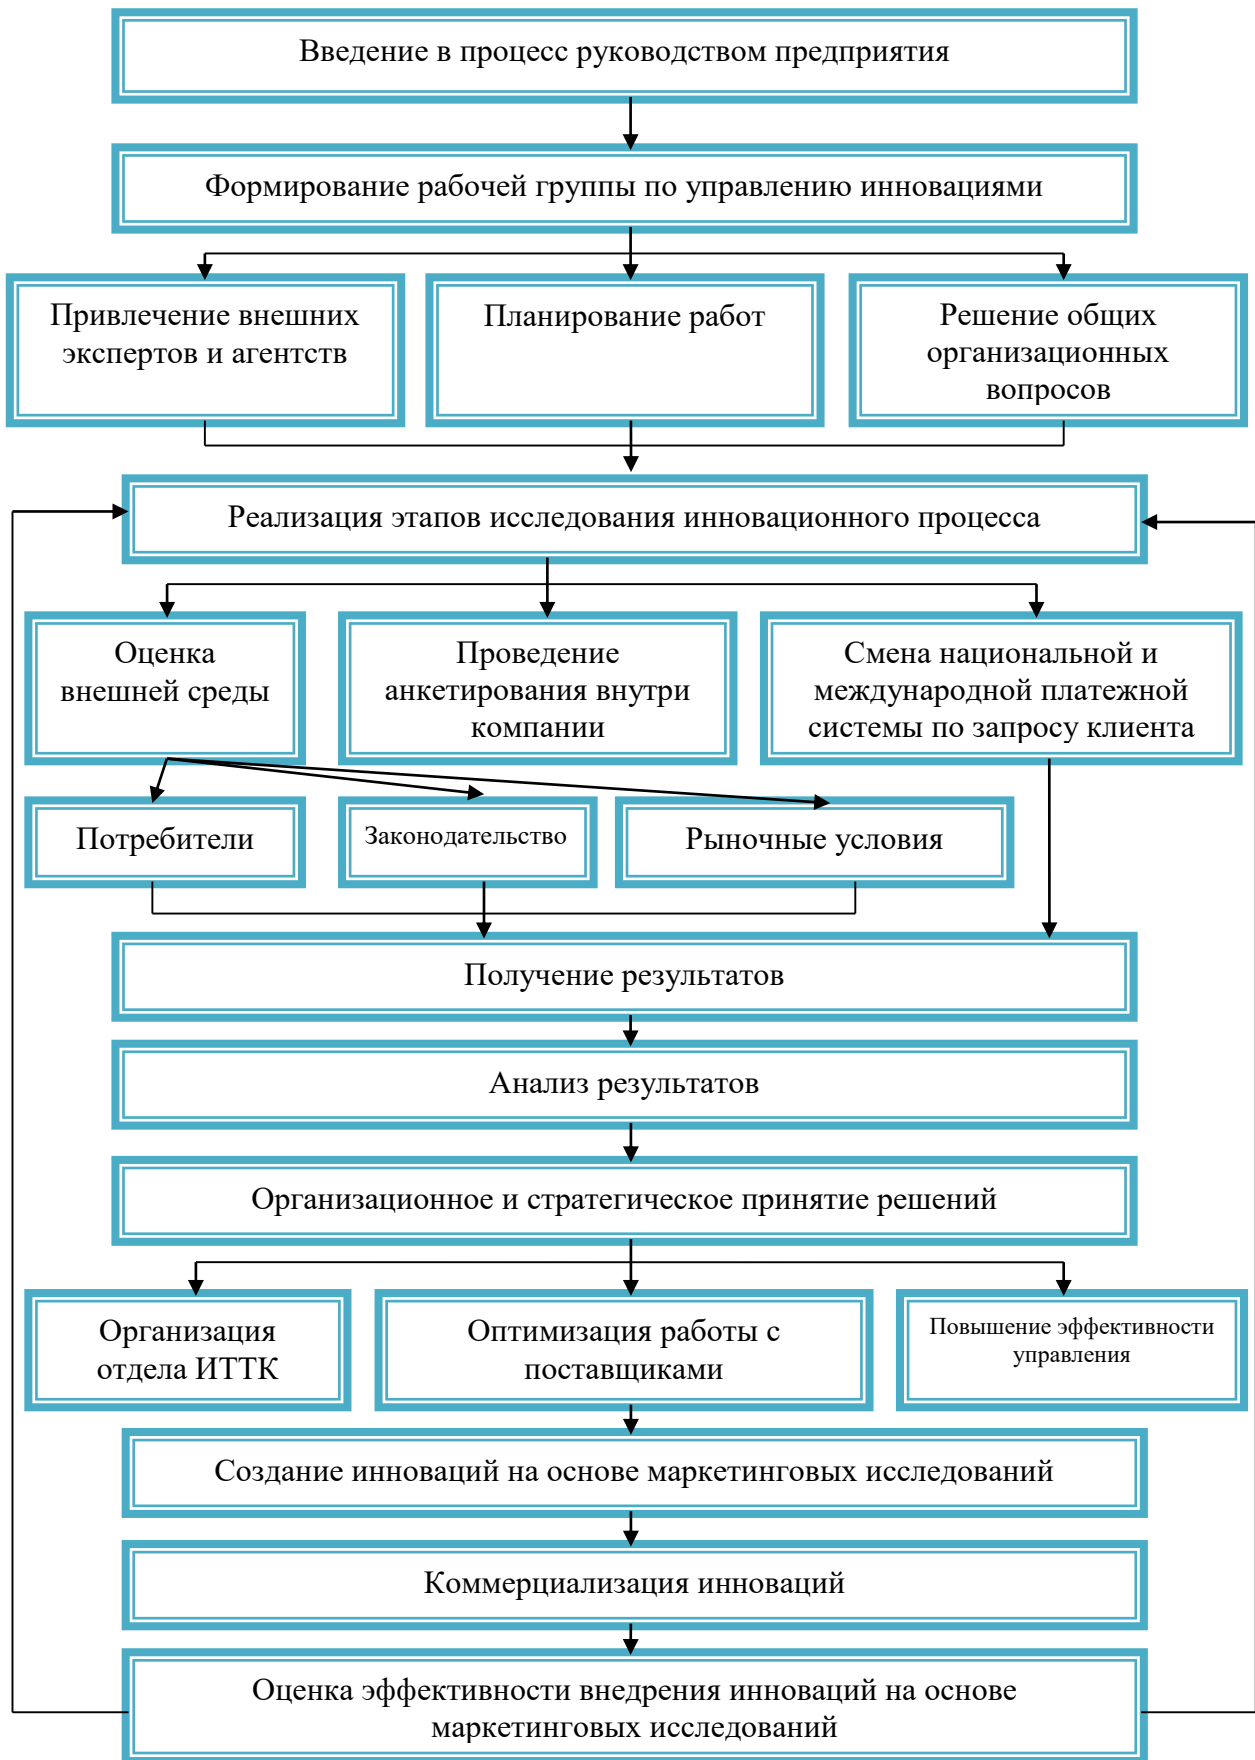 Введение в процесс руководством предприятия
Формирование рабочей группы по управлению инновациями
Привлечение внешних
экспертов и агентств
Планирование работ
Решение общих
организационных
вопросов
Реализация этапов исследования инновационного процесса
Оценка
внешней среды
Проведение
анкетирования внутри
компании
Смена национальной и
международной платежной
системы по запросу клиента
Потребители
Законодательство
Рыночные условия
Получение результатов
Анализ результатов
Организационное и стратегическое принятие решений
Организация
отдела ИТТК
Оптимизация работы с
поставщиками
Повышение эффективности
управления
Создание инноваций на основе маркетинговых исследований
Коммерциализация инноваций
Оценка эффективности внедрения инноваций на основе
маркетинговых исследований